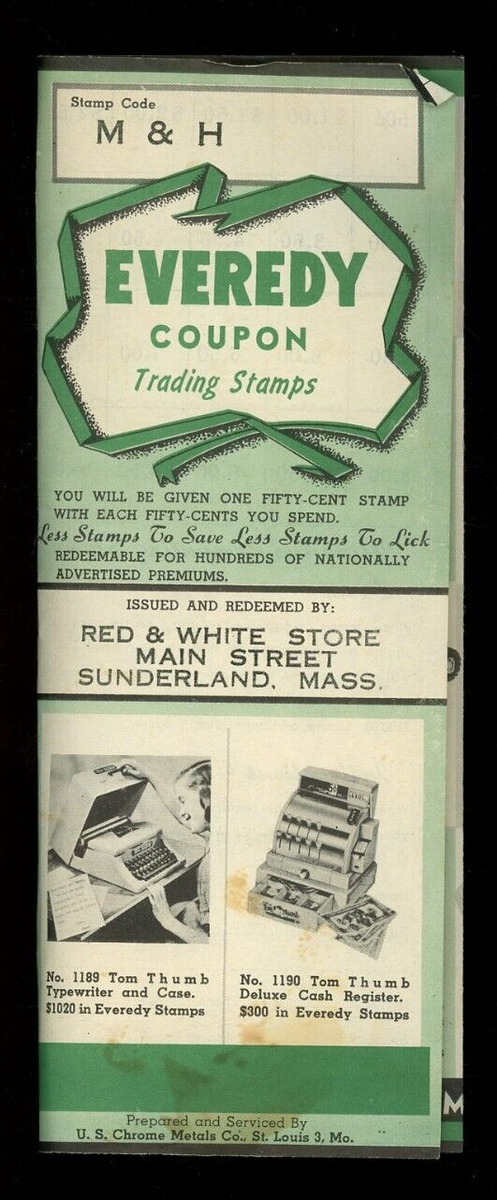 Stamp Code
M & H
EVEREDY
COUPON
Trading Stamps
YOU WILL BE GIVEN ONE FIFTY-CENT STAMP
WITH EACH FIFTY-CENTS YOU SPEND.
Less Stamps To Save Less Stamps To Lick
REDEEMABLE FOR HUNDREDS OF NATIONALLY
ADVERTISED PREMIUMS.
ISSUED AND REDEEMED BY:
RED & WHITE STORE
MAIN STREET
SUNDERLAND, MASS.
No. 1189 Tom Thumb
Typewriter and Case.
$1020 in Everedy Stamps
No. 1190 Tom Thumb
Deluxe Cash Register.
$300 in Everedy Stamps
M
Prepared and Serviced By
U. S. Chrome Metals Co., St. Louis 3, Mo.